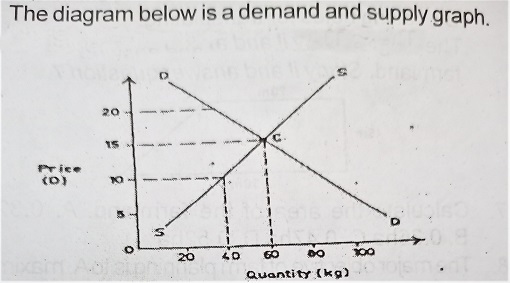 The diagram below is a demand and supply graph.
D
S
20
15
C
Price
(D)
10
5
S
D
0
20
40
60
80
100
Quantity (kg)